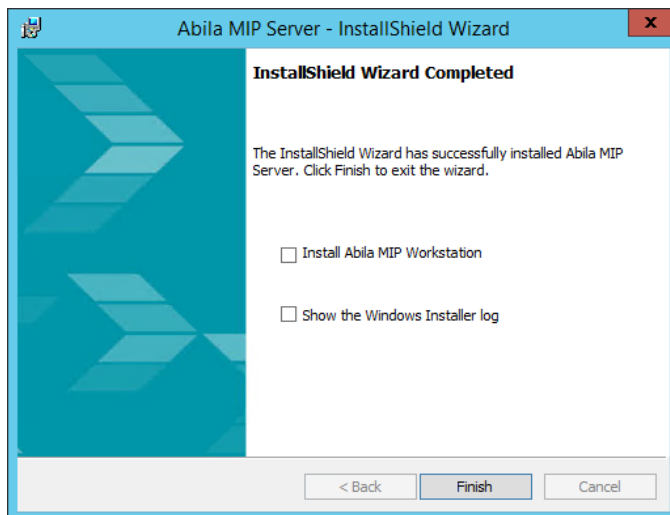 Abila MIP Server - InstallShield Wizard
x
InstallShield Wizard Completed
The InstallShield Wizard has successfully installed Abila MIP
Server. Click Finish to exit the wizard.
Install Abila MIP Workstation
Show the Windows Installer log
< Back
Finish
Cancel